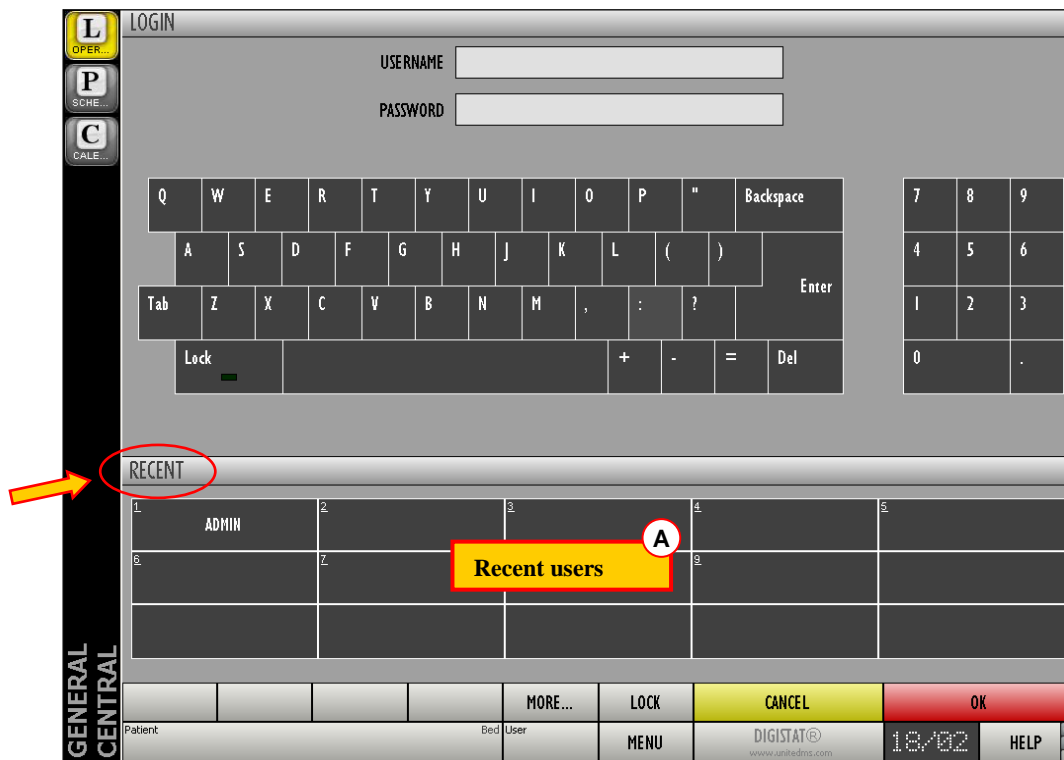 L
OPER...
P
SCHE...
C
CALE...
LOGIN
USERNAME
PASSWORD
Q W E R T Y U I O P " Backspace
7 8 9
A S D F G H J K L ( ) Enter
4 5 6
Tab Z X C V B N M , : ?
1 2 3
Lock + - = Del
0 .
RECENT
1 ADMIN 2 3 4 5
6 7 9
A
Recent users
GENERAL
CENTRAL
MORE... LOCK CANCEL OK
Patient Bed User MENU DIGISTAT® 18/02 HELP
www.unitedms.com